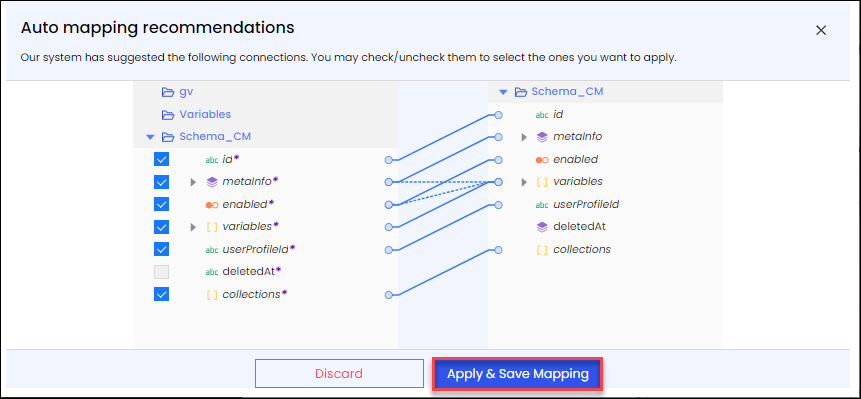 Auto mapping recommendations
Our system has suggested the following connections. You may check/uncheck them to select the ones you want to apply.
gv
Variables
Schema_CM
abc id*
metaInfo*
enabled*
[ ] variables*
abc userProfileId*
abc deletedAt*
[ ] collections*
Schema_CM
abc id
metaInfo
enabled
[ ] variables
abc userProfileId
deletedAt
[ ] collections
Discard
Apply & Save Mapping